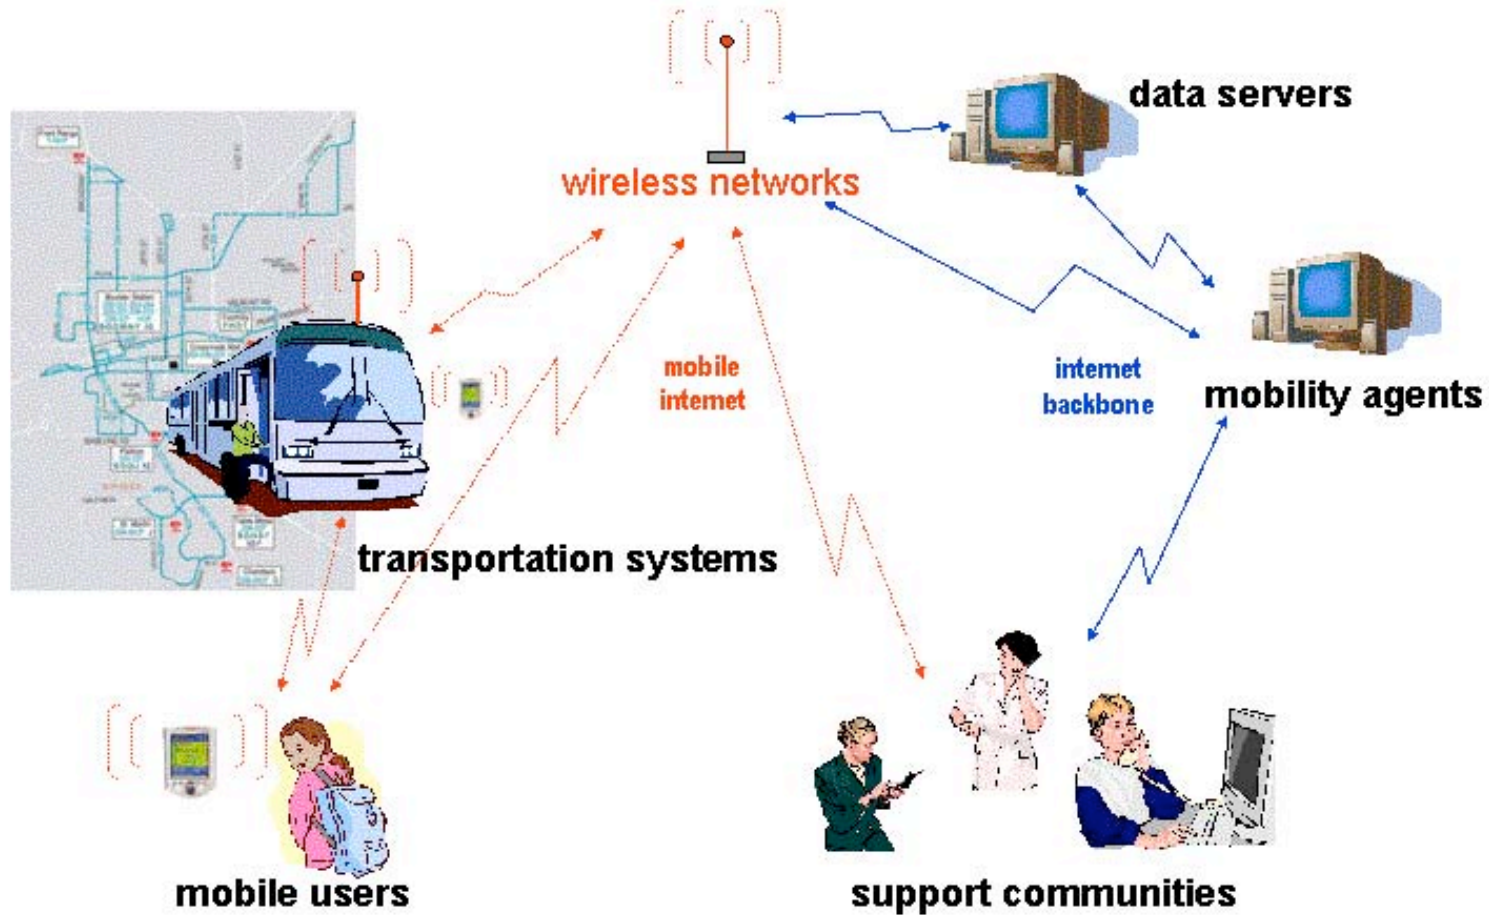 data servers
wireless networks
mobile
internet
internet
backbone
mobility agents
transportation systems
mobile users
support communities